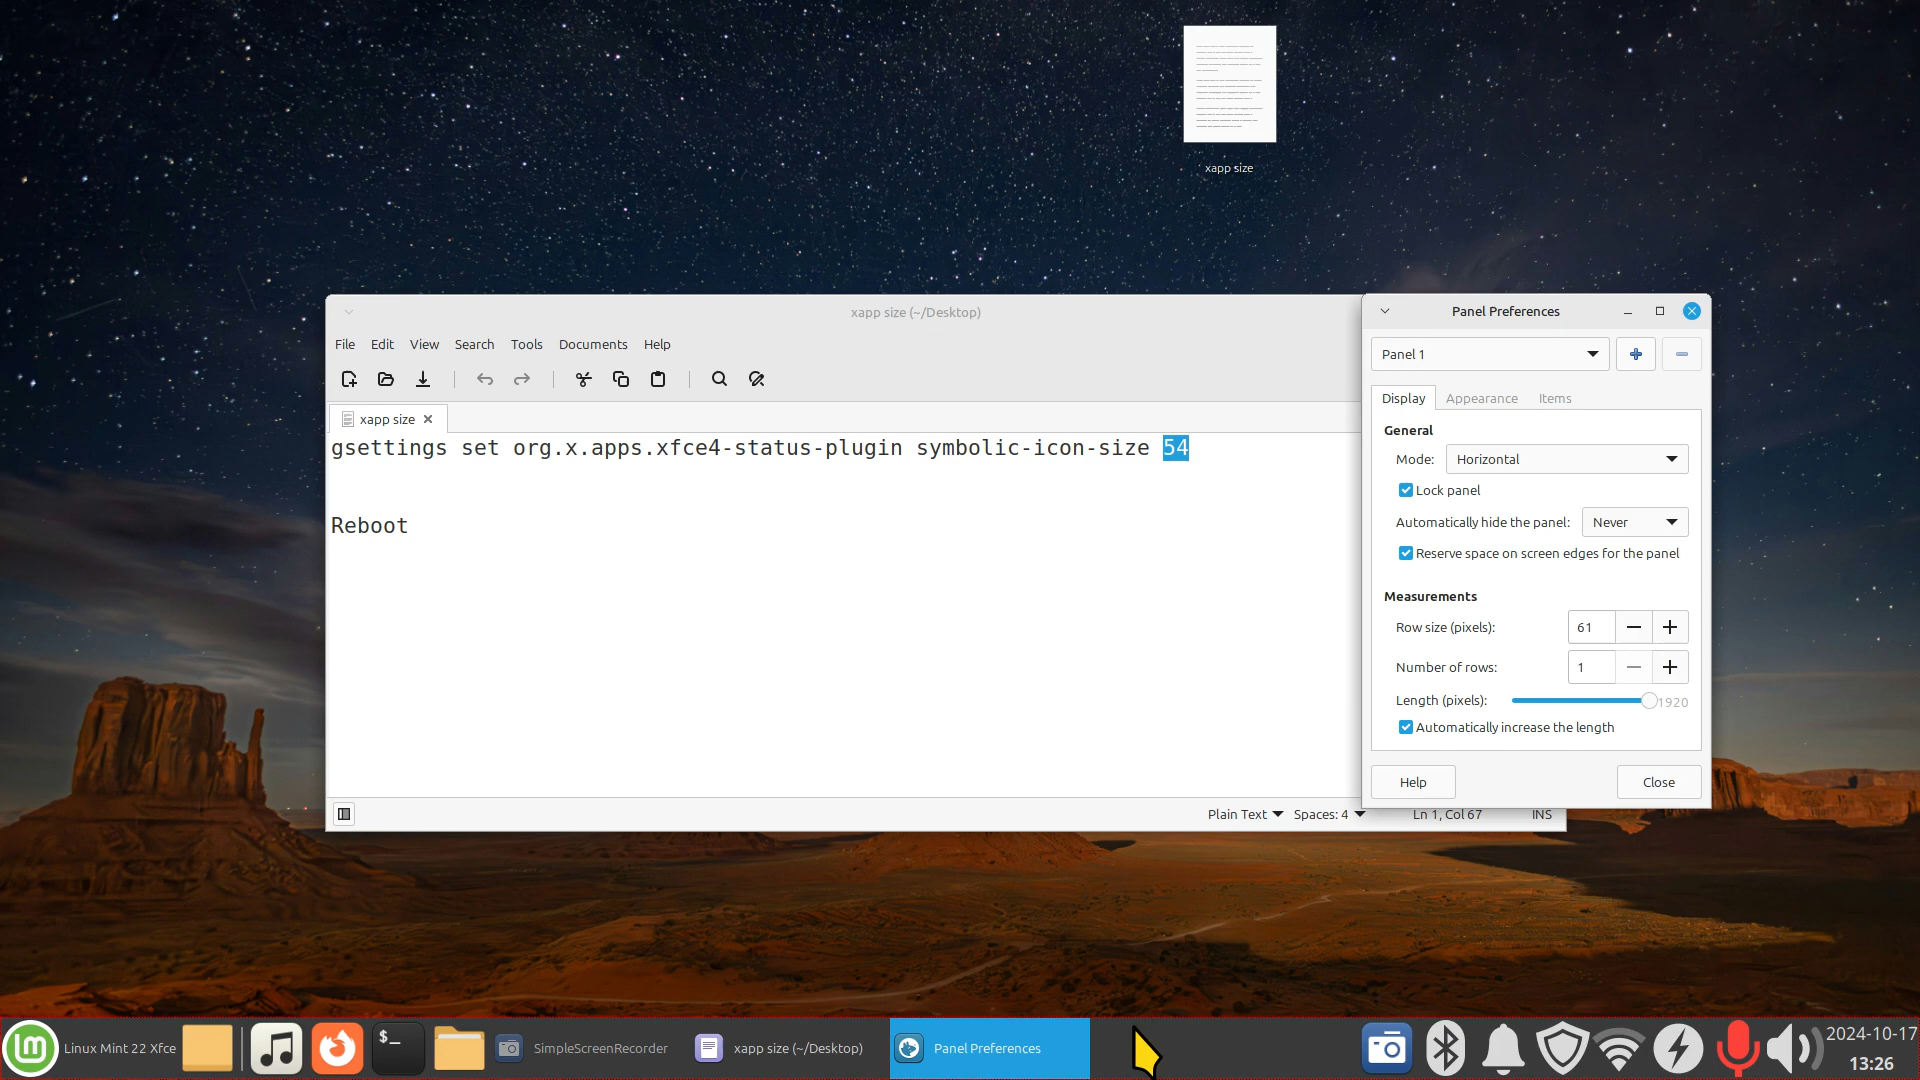 xapp size
xapp size (~/Desktop)
File Edit View Search Tools Documents Help
xapp size
gsettings set org.x.apps.xfce4-status-plugin symbolic-icon-size 54
Reboot
Plain Text Spaces: 4 Ln 1, Col 67 INS
Panel Preferences
Panel 1
Display Appearance Items
General
Mode: Horizontal
Lock panel
Automatically hide the panel: Never
Reserve space on screen edges for the panel
Measurements
Row size (pixels): 61
Number of rows: 1
Length (pixels): 1920
Automatically increase the length
Help Close
lm Linux Mint 22 Xfce $_ SimpleScreenRecorder xapp size (~/Desktop) Panel Preferences
2024-10-17
13:26